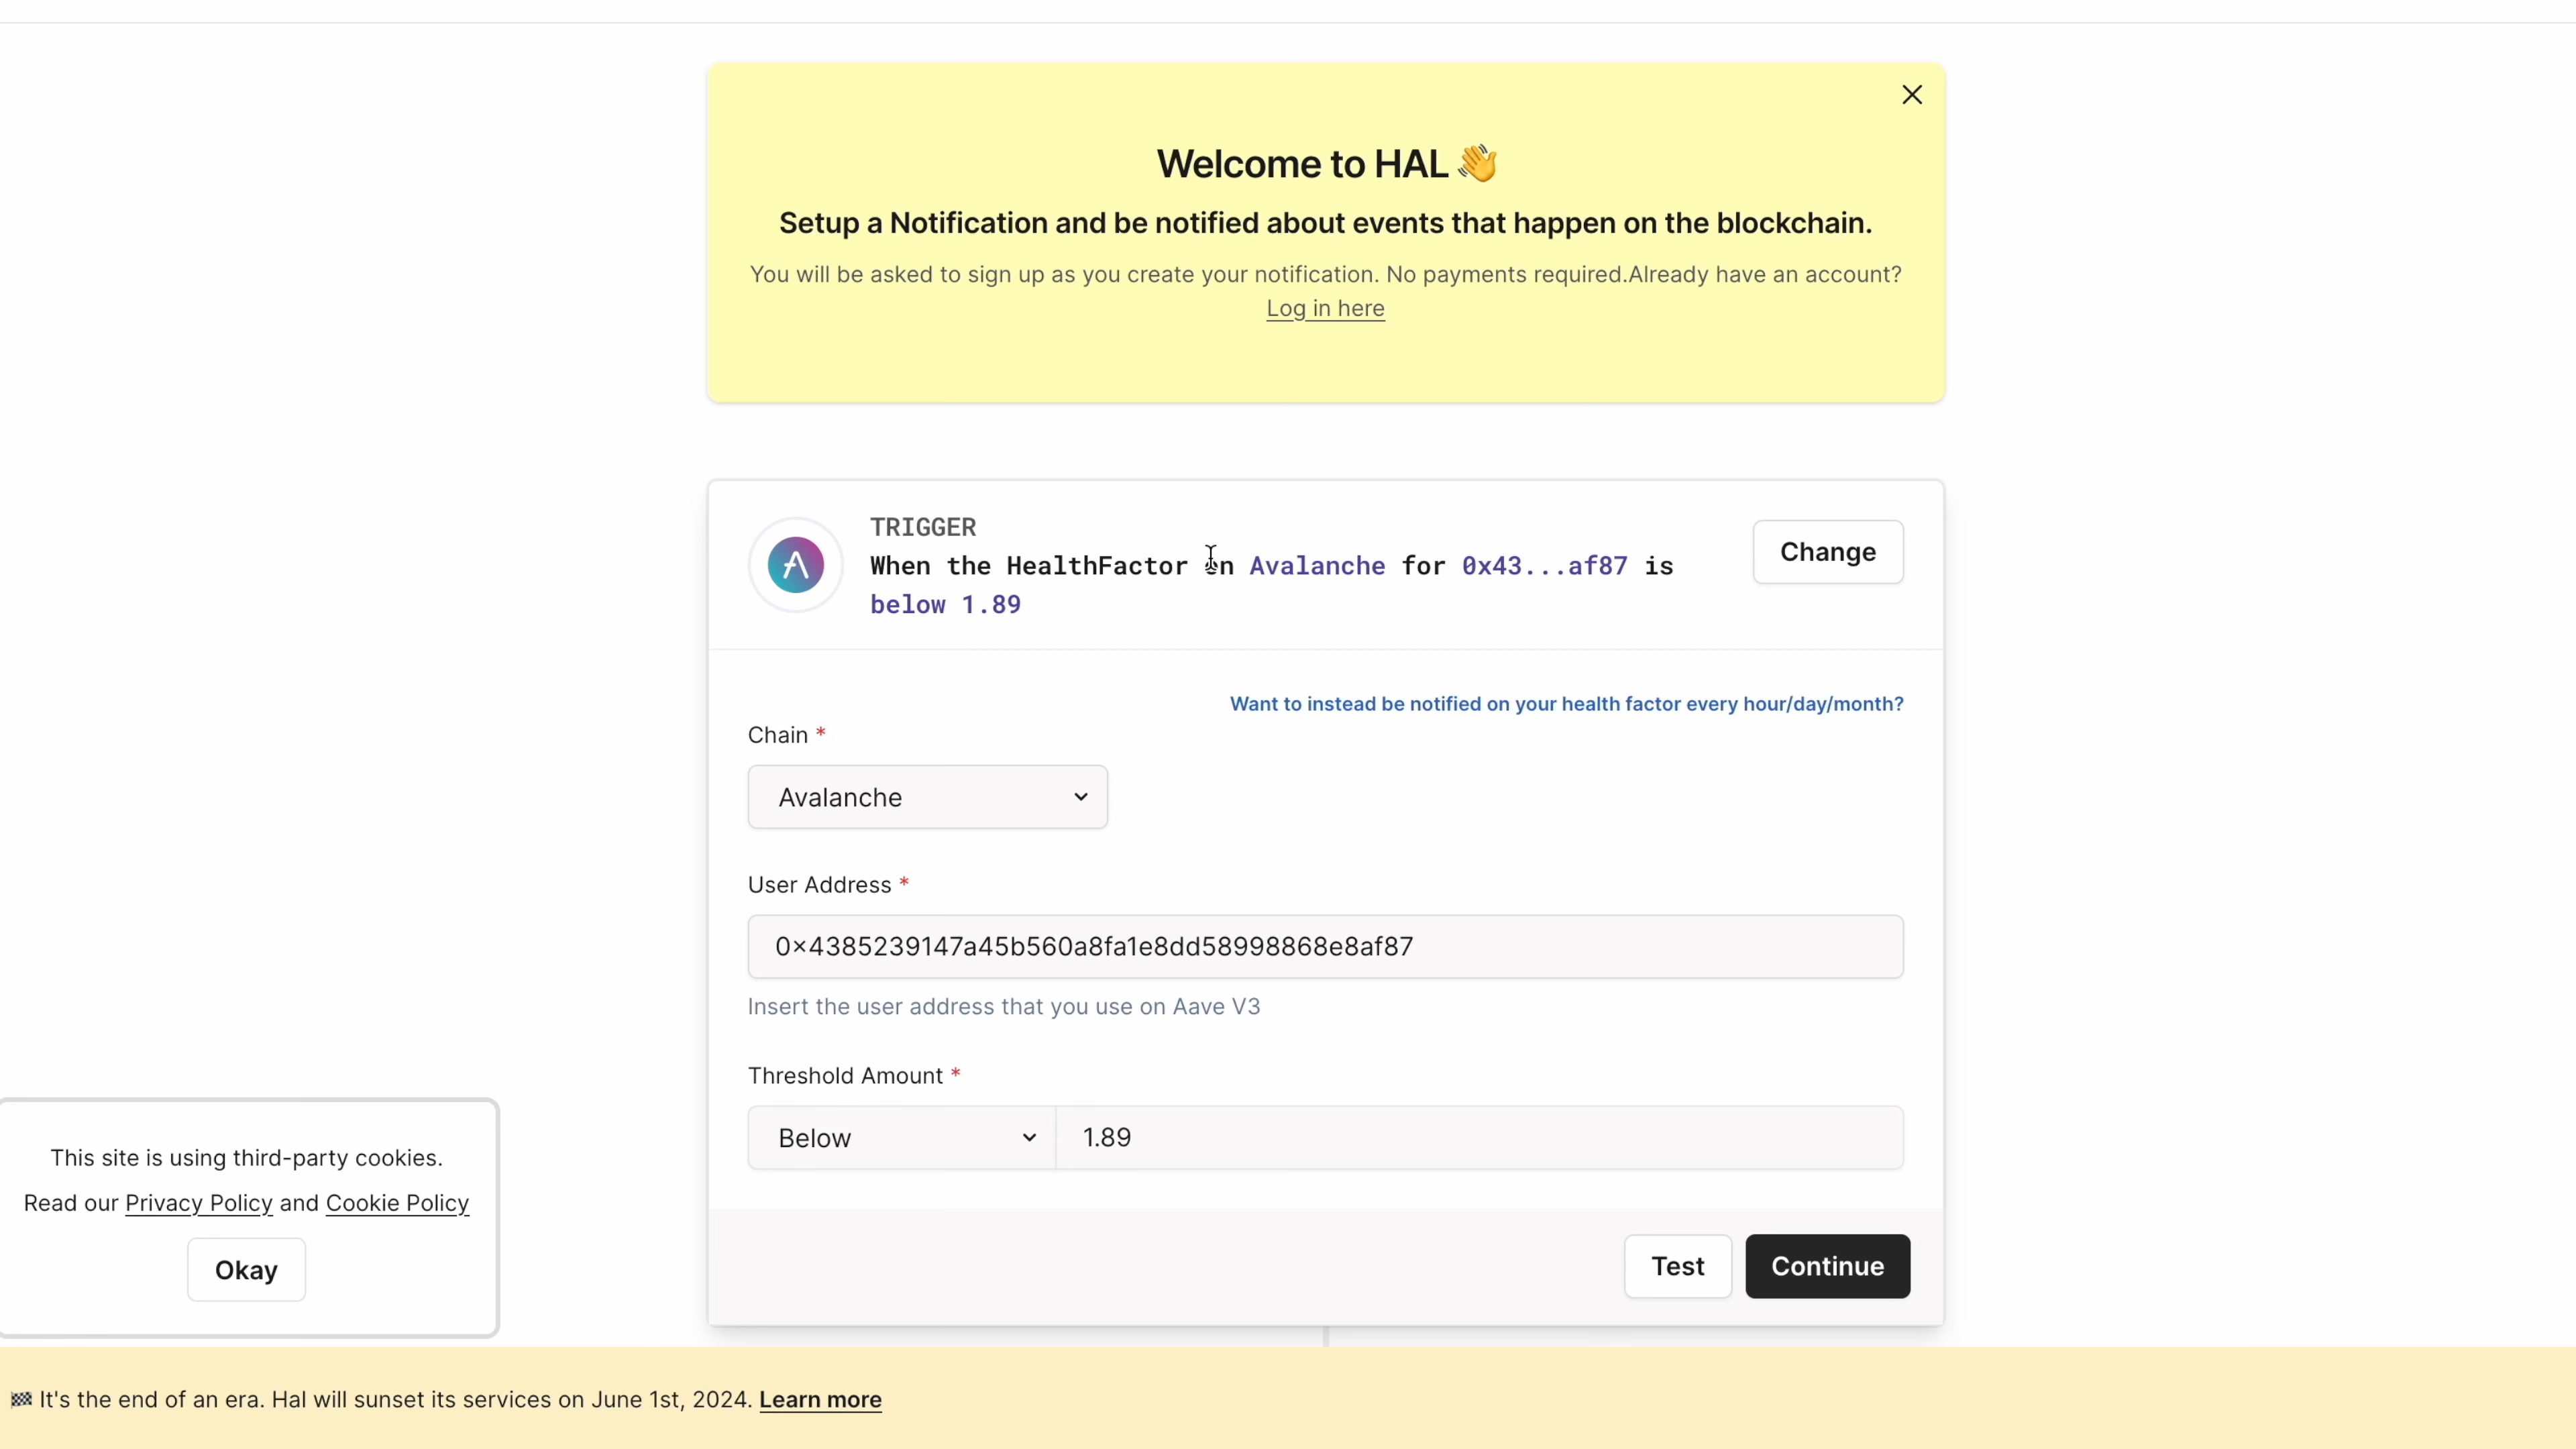 Welcome to HAL 👋
Setup a Notification and be notified about events that happen on the blockchain.
You will be asked to sign up as you create your notification. No payments required.Already have an account?
Log in here
TRIGGER
When the HealthFactor on Avalanche for 0x43...af87 is
below 1.89
Change
Want to instead be notified on your health factor every hour/day/month?
Chain *
Avalanche
User Address *
0x4385239147a45b560a8fa1e8dd58998868e8af87
Insert the user address that you use on Aave V3
Threshold Amount *
Below 1.89
Test Continue
This site is using third-party cookies.
Read our Privacy Policy and Cookie Policy
Okay
🏁 It's the end of an era. Hal will sunset its services on June 1st, 2024. Learn more